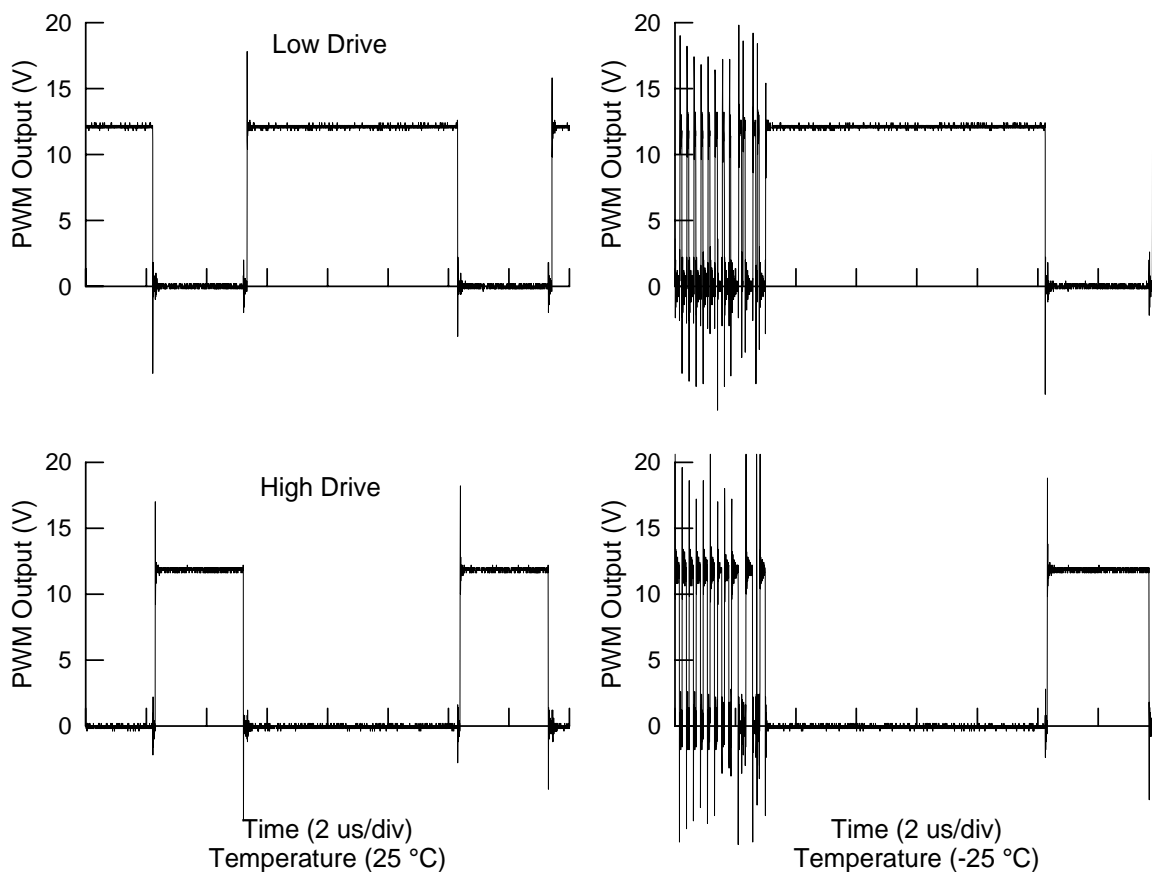 20
15
10
5
0
PWM Output (V)
Low Drive
20
15
10
5
0
PWM Output (V)
20
15
10
5
0
PWM Output (V)
High Drive
Time (2 us/div)
Temperature (25 °C)
20
15
10
5
0
PWM Output (V)
Time (2 us/div)
Temperature (-25 °C)